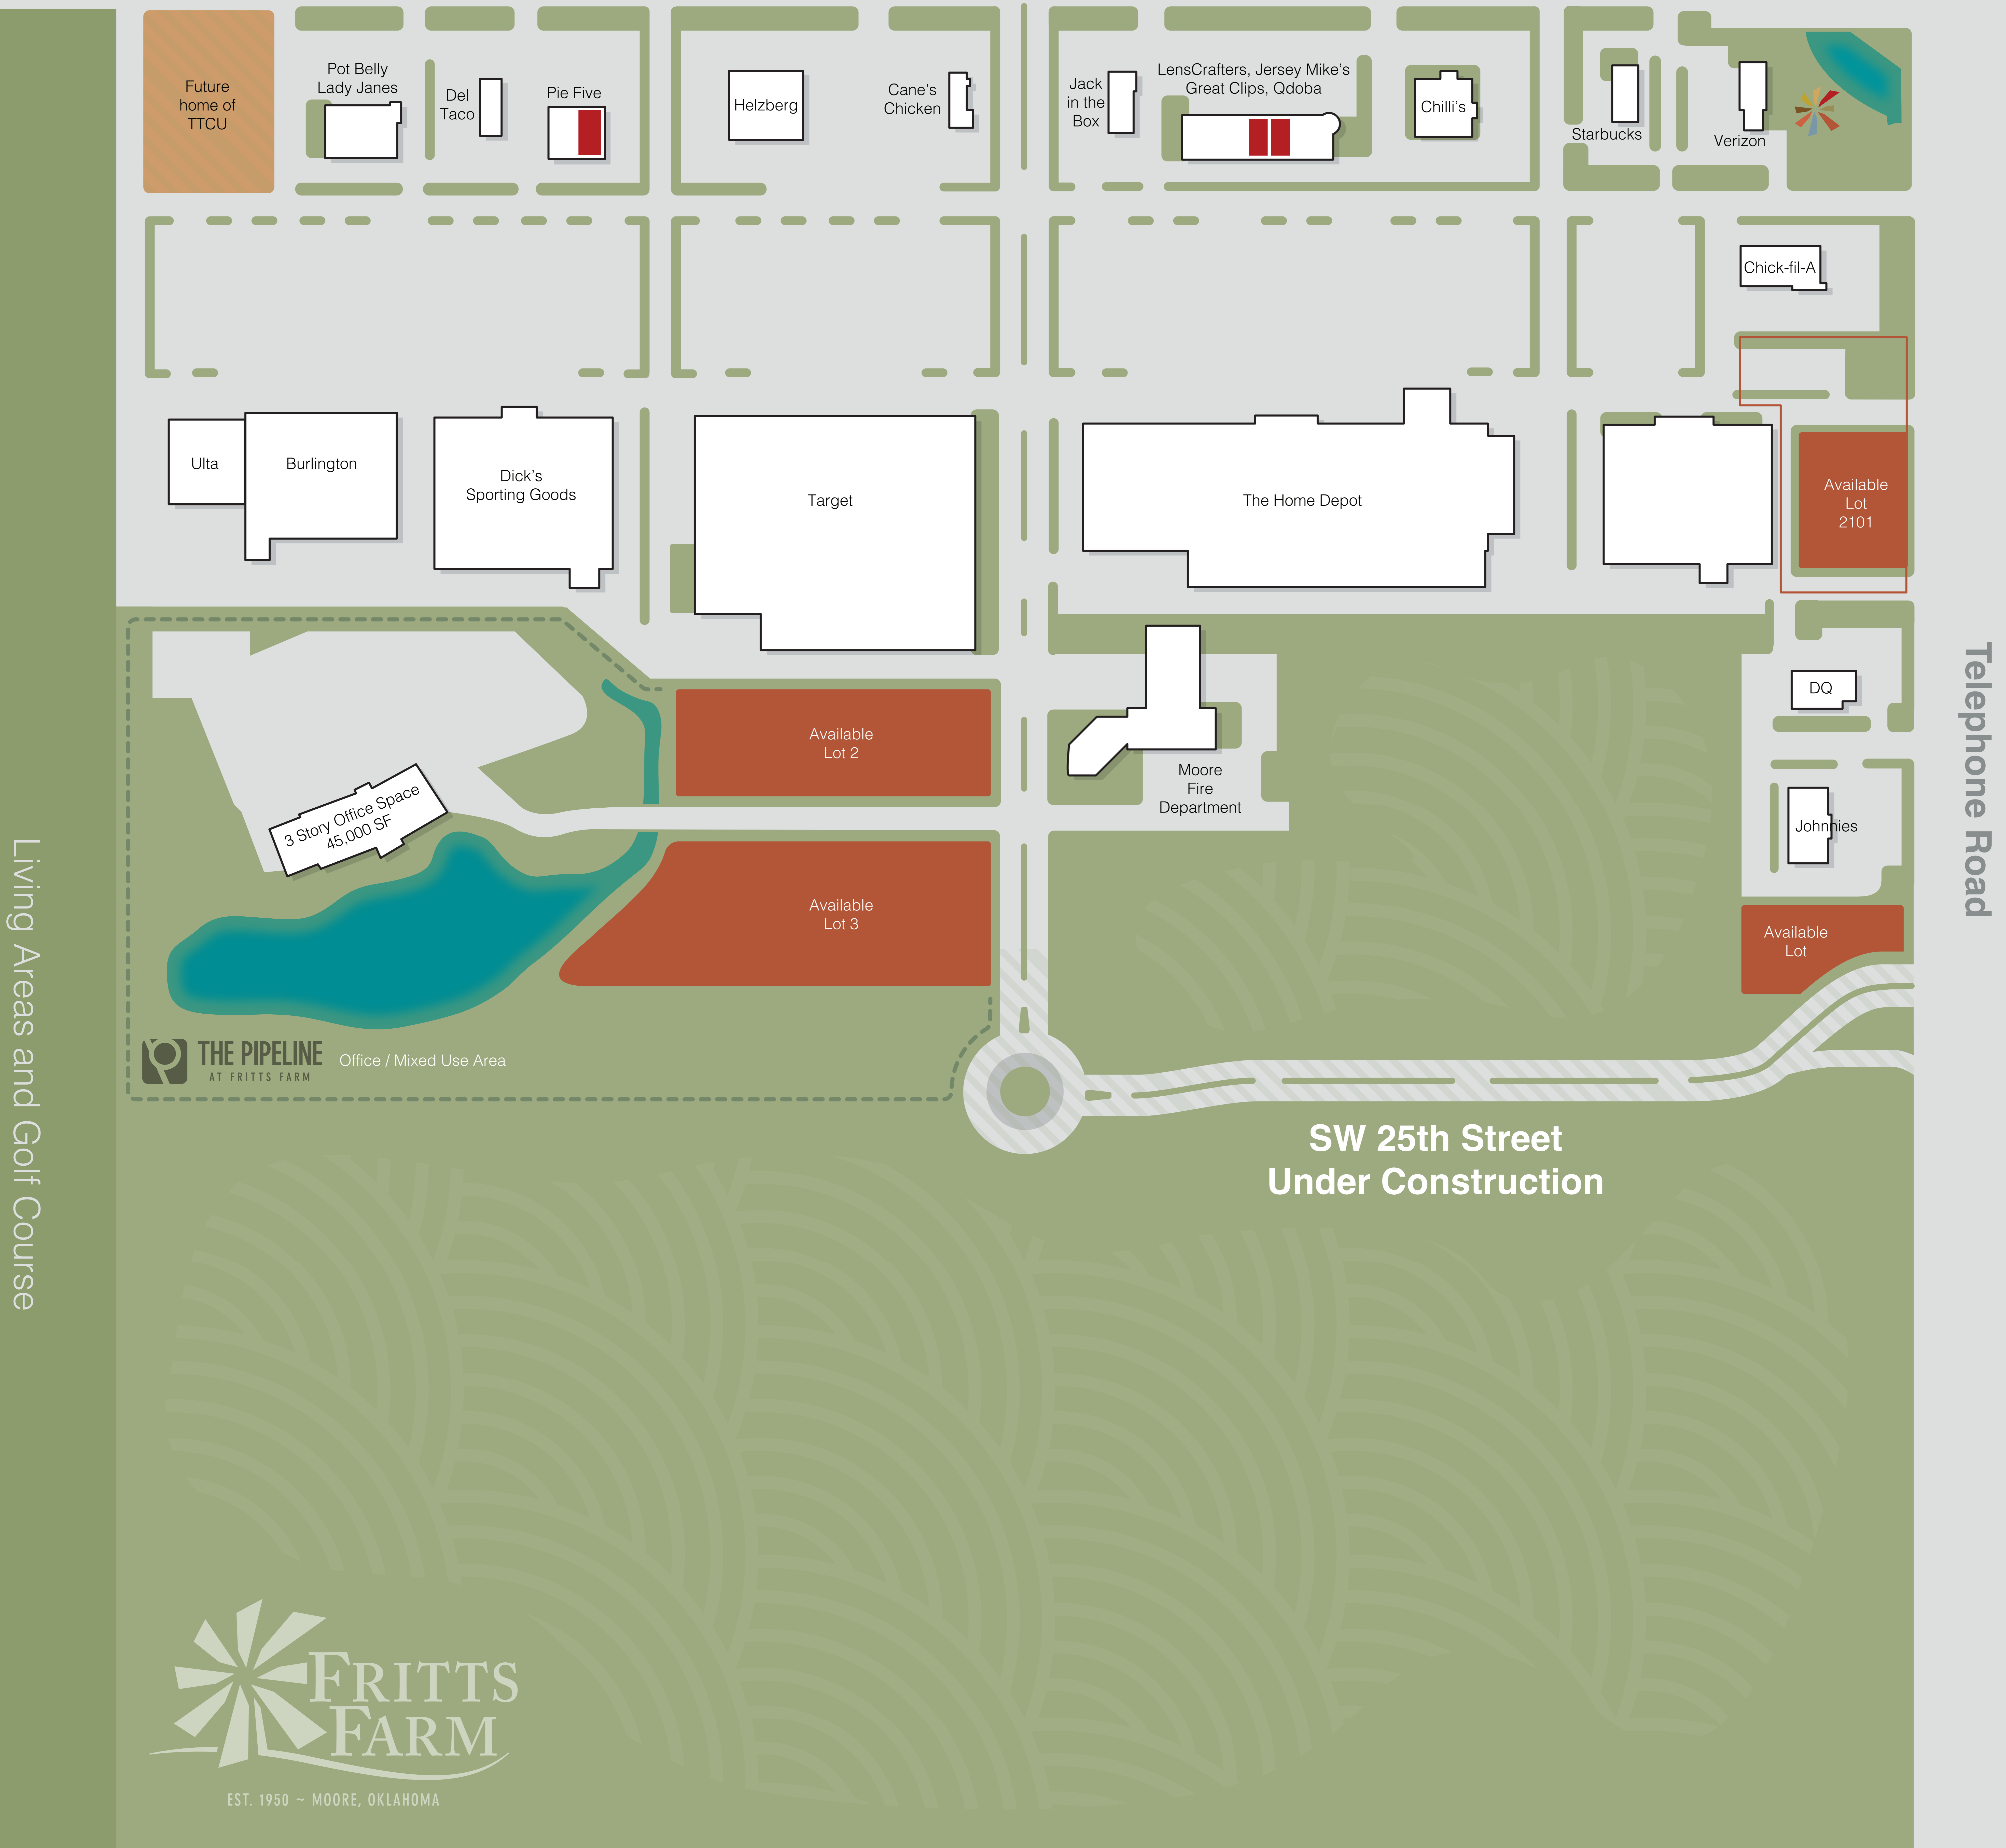 Future
home of
TTCU
Pot Belly
Lady Janes
Del
Taco
Pie Five
Helzberg
Cane's
Chicken
Jack
in the
Box
LensCrafters, Jersey Mike's
Great Clips, Qdoba
Chilli's
Starbucks
Verizon
Chick-fil-A
Ulta
Burlington
Dick's
Sporting Goods
Target
The Home Depot
Available
Lot
2101
Telephone Road
DQ
Available
Lot 2
Moore
Fire
Department
3 Story Office Space
45,000 SF
Johnnies
Available
Lot 3
Available
Lot
Living Areas and Golf Course
THE PIPELINE
AT FRITTS FARM
Office / Mixed Use Area
SW 25th Street
Under Construction
FRITTS
FARM
EST. 1950 ~ MOORE, OKLAHOMA